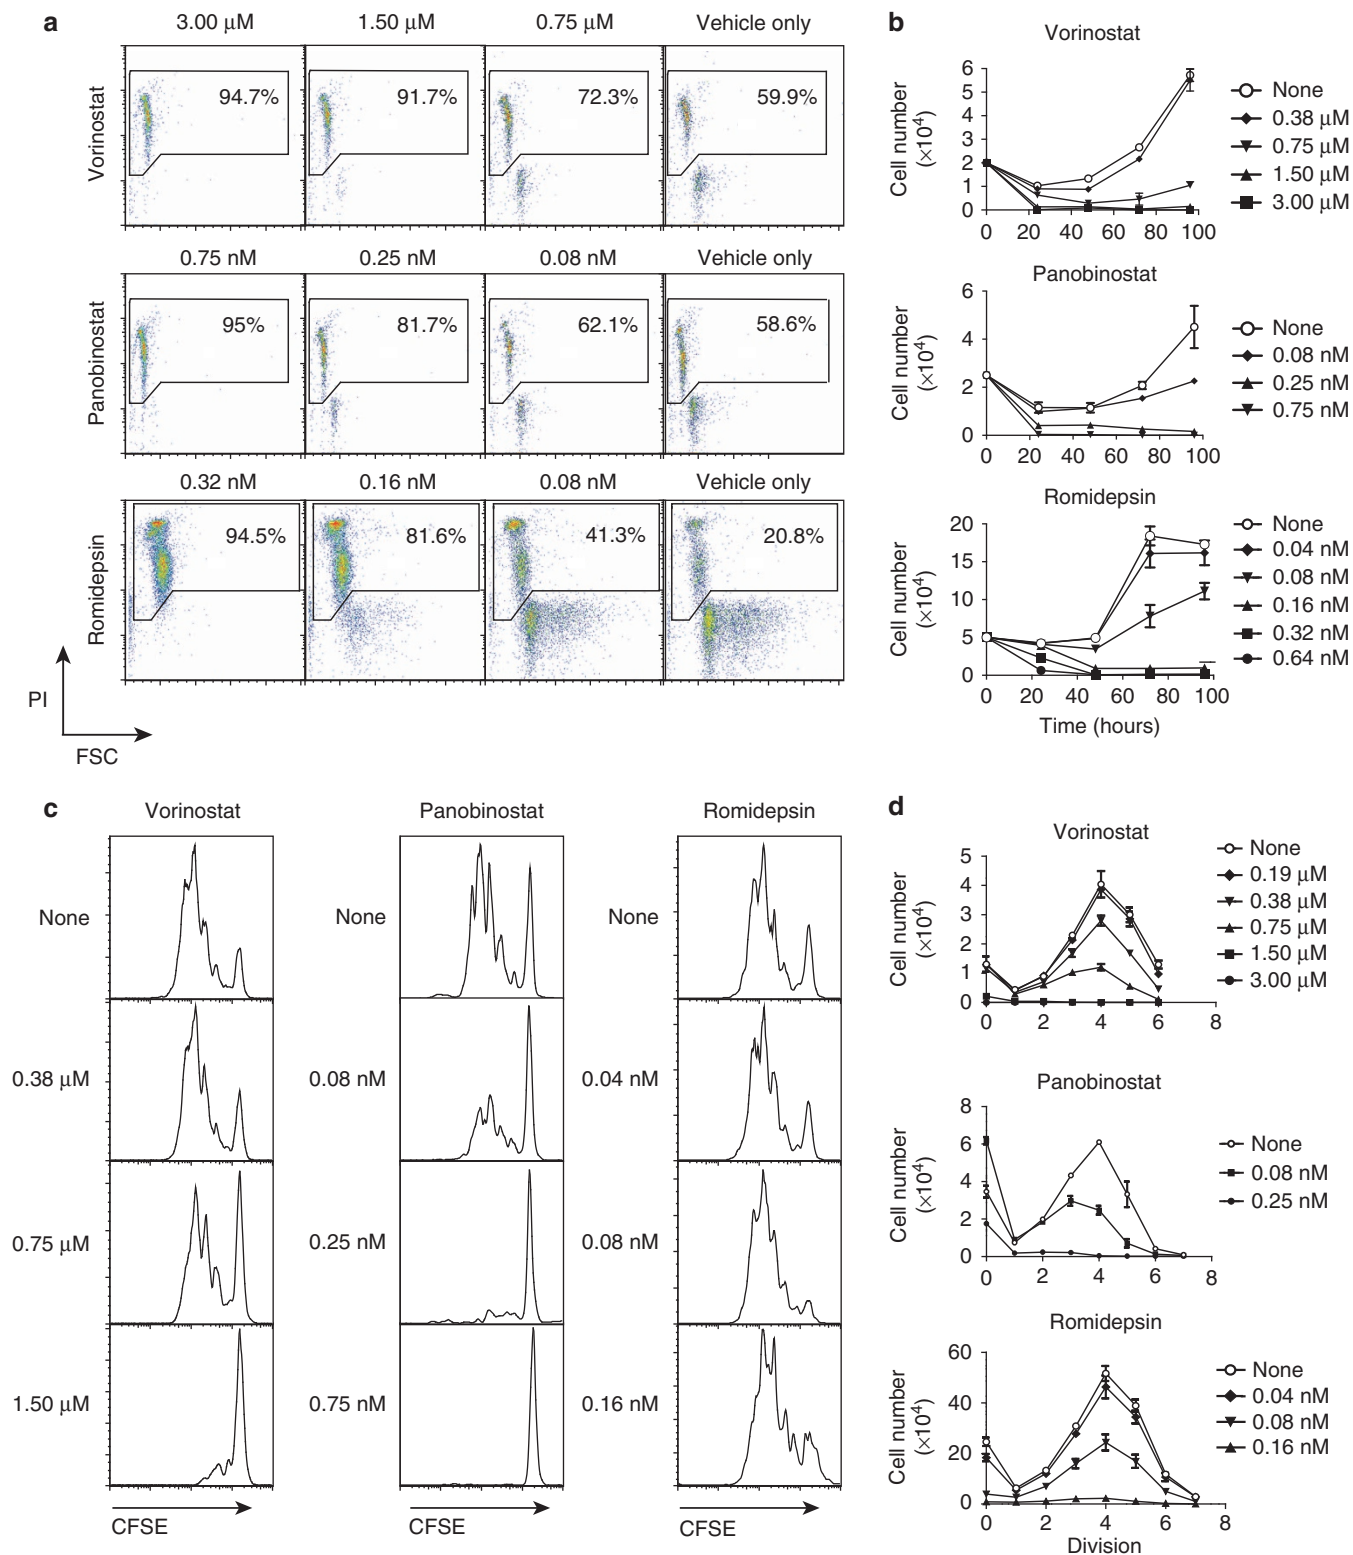 a
3.00 μM 1.50 μM 0.75 μM Vehicle only
Vorinostat
94.7% 91.7% 72.3% 59.9%
0.75 nM 0.25 nM 0.08 nM Vehicle only
Panobinostat
95% 81.7% 62.1% 58.6%
0.32 nM 0.16 nM 0.08 nM Vehicle only
Romidepsin
94.5% 81.6% 41.3% 20.8%
PI
FSC
b
Vorinostat
Cell number
(×10⁴)
6
5
4
3
2
1
0
0 20 40 60 80 100
None
0.38 μM
0.75 μM
1.50 μM
3.00 μM
Panobinostat
Cell number
(×10⁴)
6
4
2
0
0 20 40 60 80 100
None
0.08 nM
0.25 nM
0.75 nM
Romidepsin
Cell number
(×10⁴)
20
15
10
5
0
0 20 40 60 80 100
Time (hours)
None
0.04 nM
0.08 nM
0.16 nM
0.32 nM
0.64 nM
c
Vorinostat
None
0.38 μM
0.75 μM
1.50 μM
CFSE
Panobinostat
None
0.08 nM
0.25 nM
0.75 nM
CFSE
Romidepsin
None
0.04 nM
0.08 nM
0.16 nM
CFSE
d
Vorinostat
Cell number
(×10⁴)
5
4
3
2
1
0
0 2 4 6 8
None
0.19 μM
0.38 μM
0.75 μM
1.50 μM
3.00 μM
Panobinostat
Cell number
(×10⁴)
8
6
4
2
0
0 2 4 6 8
None
0.08 nM
0.25 nM
Romidepsin
Cell number
(×10⁴)
60
40
20
0
0 2 4 6 8
Division
None
0.04 nM
0.08 nM
0.16 nM